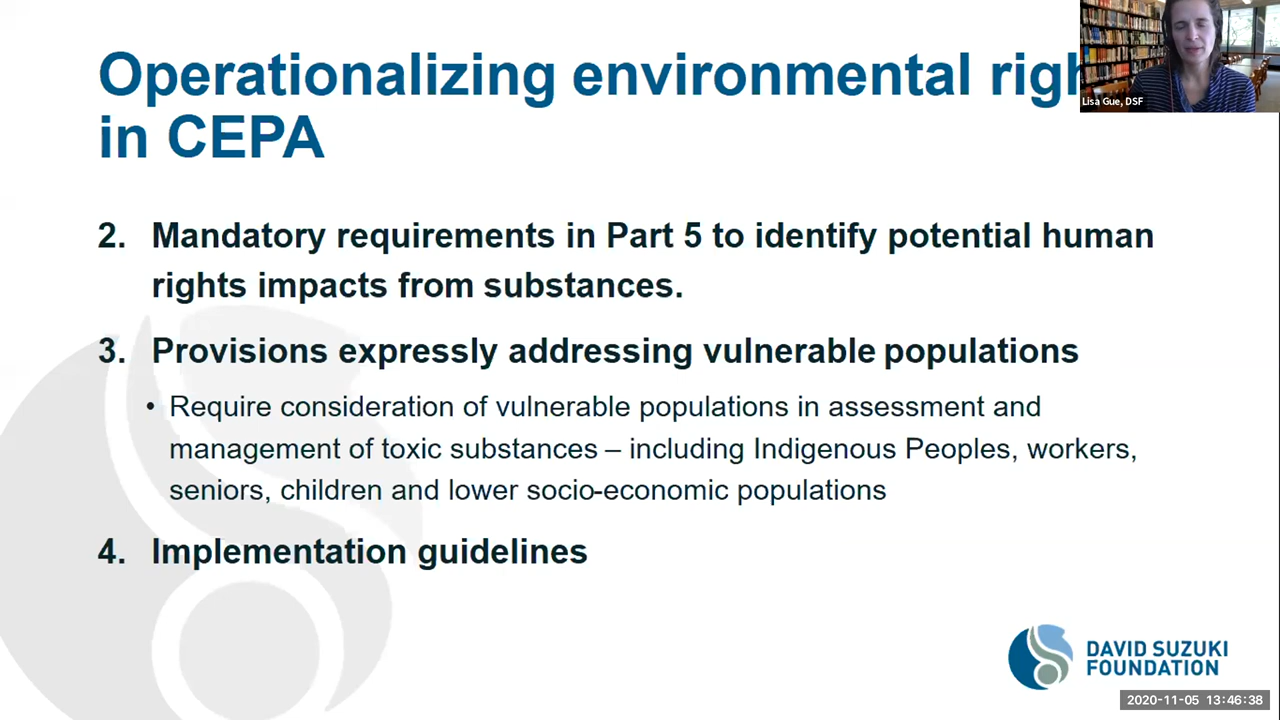 Operationalizing environmental righ
in CEPA
Lisa Gue, DSF
2. Mandatory requirements in Part 5 to identify potential human
rights impacts from substances.
3. Provisions expressly addressing vulnerable populations
• Require consideration of vulnerable populations in assessment and
management of toxic substances – including Indigenous Peoples, workers,
seniors, children and lower socio-economic populations
4. Implementation guidelines
DAVID SUZUKI
FOUNDATION
2020-11-05 13:46:38